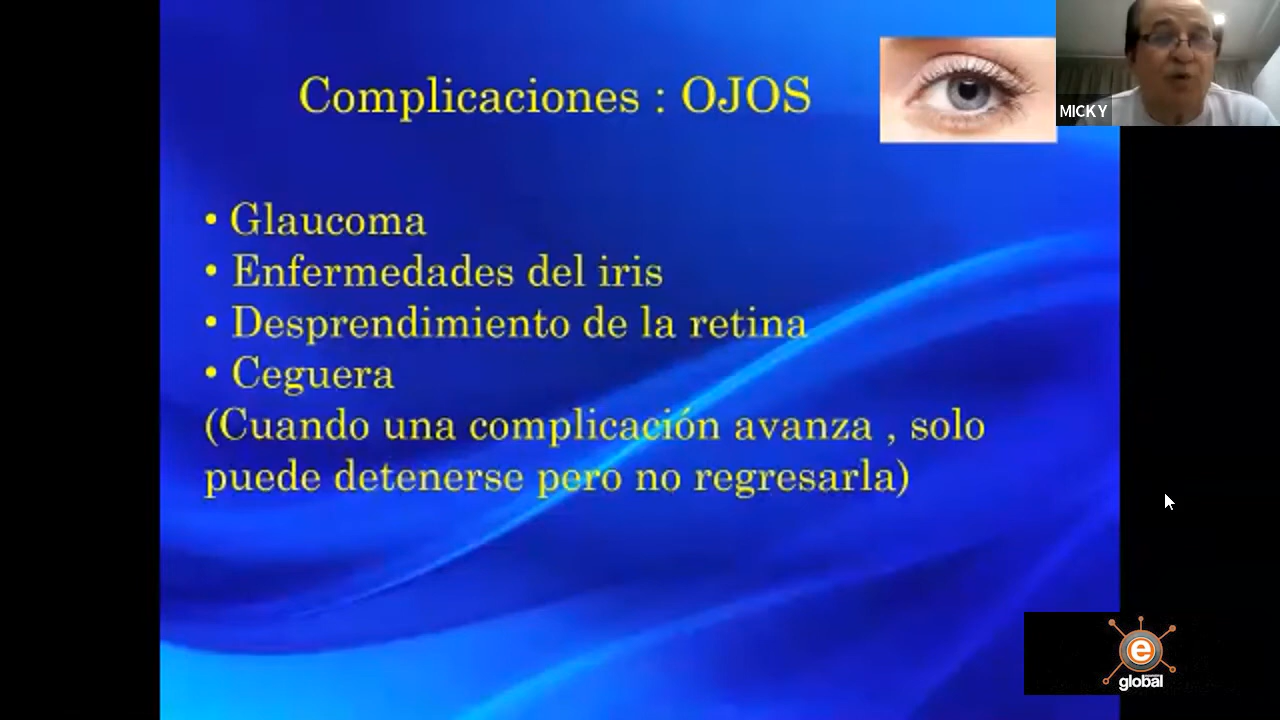 Complicaciones : OJOS
MICKY
• Glaucoma
• Enfermedades del iris
• Desprendimiento de la retina
• Ceguera
(Cuando una complicación avanza , solo
puede detenerse pero no regresarla)
e
global